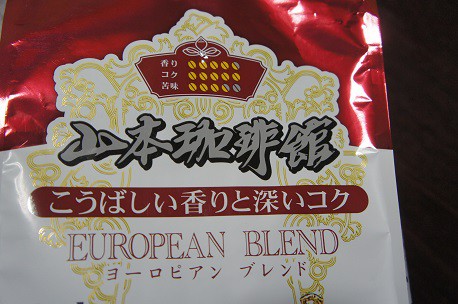 香り
コク
苦味
山本珈琲館
こうばしい香りと深いコク
EUROPEAN BLEND
ヨーロピアン ブレンド